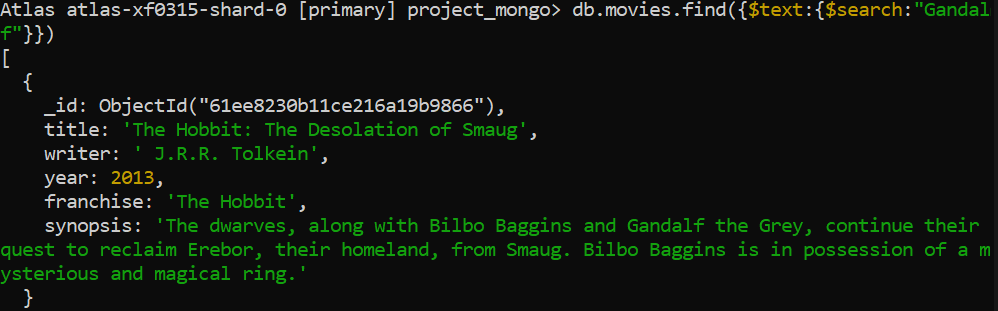 Atlas atlas-xf0315-shard-0 [primary] project_mongo> db.movies.find({$text:{$search:"Gandal
f"}})
[
  {
    _id: ObjectId("61ee8230b11ce216a19b9866"),
    title: 'The Hobbit: The Desolation of Smaug',
    writer: ' J.R.R. Tolkein',
    year: 2013,
    franchise: 'The Hobbit',
    synopsis: 'The dwarves, along with Bilbo Baggins and Gandalf the Grey, continue their
quest to reclaim Erebor, their homeland, from Smaug. Bilbo Baggins is in possession of a m
ysterious and magical ring.'
  }